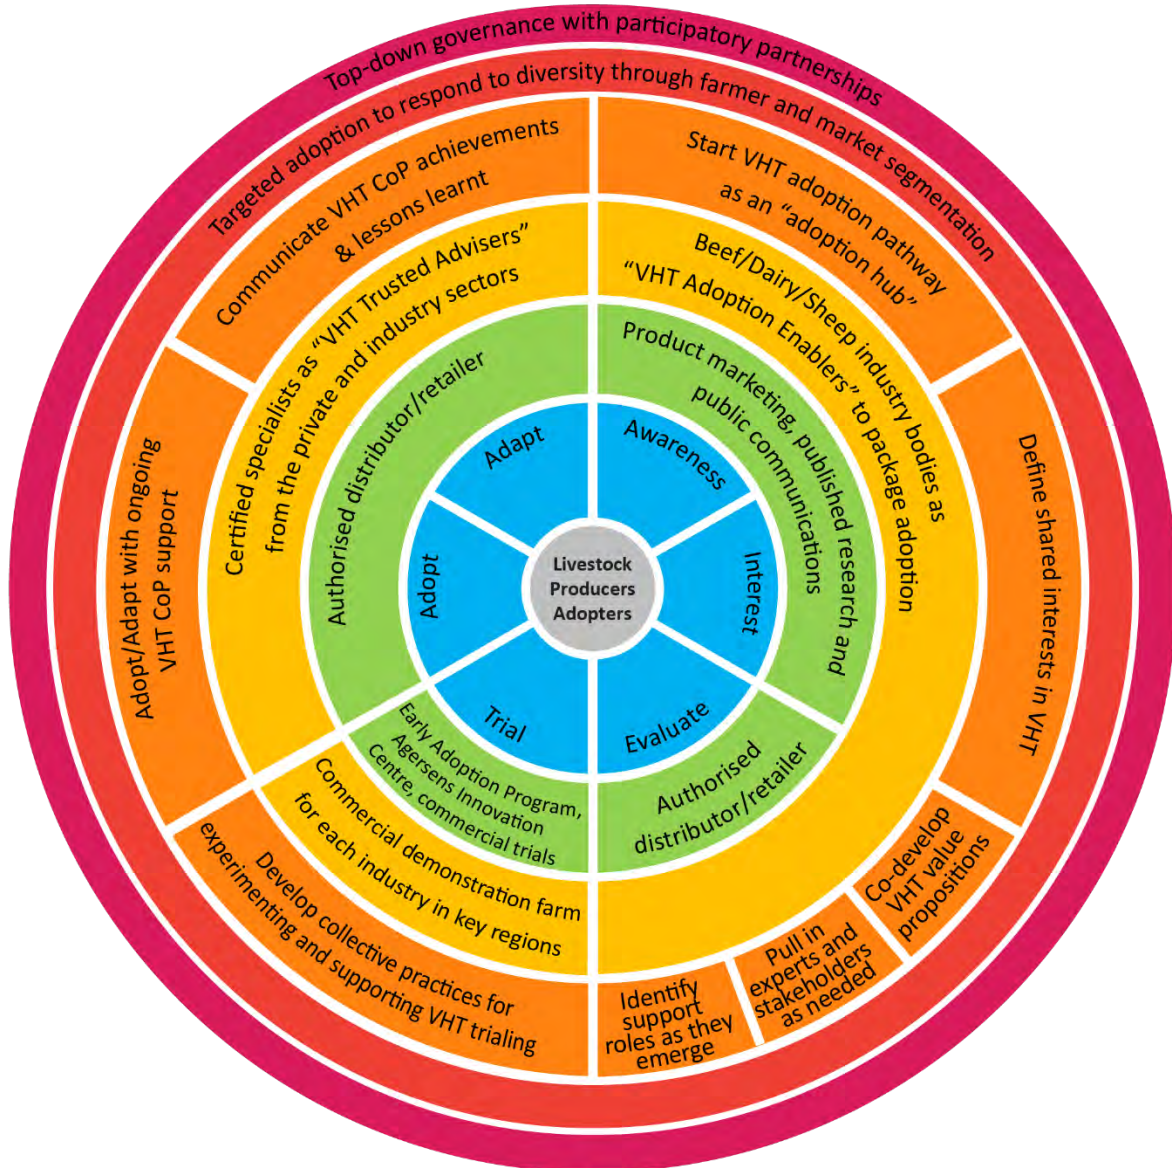 Top-down governance with participatory partnerships
Targeted adoption to respond to diversity through farmer and market segmentation
Communicate VHT CoP achievements
& lessons learnt
Start VHT adoption pathway
as an “adoption hub”
Define shared interests in VHT
Co-develop
VHT value
propositions
Pull in
experts and
stakeholders
as needed
Identify
support
roles as they
emerge
Develop collective practices for
experimenting and supporting VHT trialing
Adopt/Adapt with ongoing
VHT CoP support
Certified specialists as “VHT Trusted Advisers”
from the private and industry sectors
Beef/Dairy/Sheep industry bodies as
“VHT Adoption Enablers” to package adoption
Commercial demonstration farm
for each industry in key regions
Authorised distributor/retailer
Product marketing, published research and
public communications
Authorised
distributor/retailer
Early Adoption Program,
Agersens Innovation
Centre, commercial trials
Adapt
Awareness
Interest
Evaluate
Trial
Adopt
Livestock
Producers
Adopters